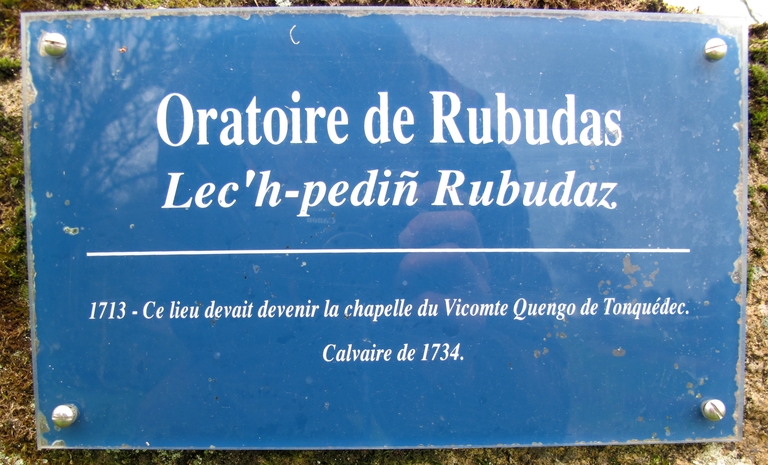 Oratoire de Rubudas
Lec'h-pediñ Rubudaz
1713 - Ce lieu devait devenir la chapelle du Vicomte Quengo de Tonquédec.
Calvaire de 1734.